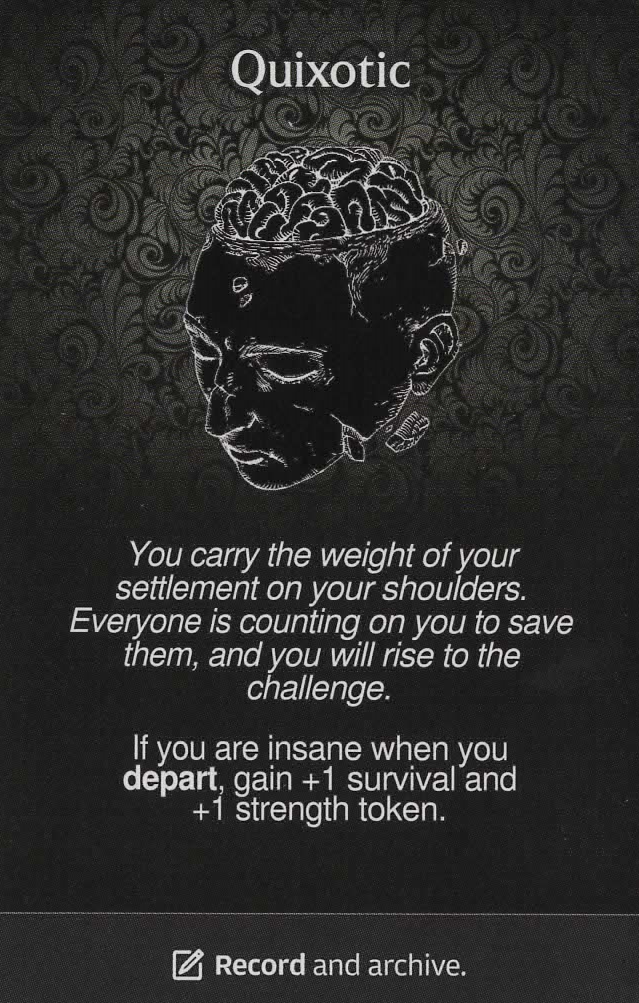 Quixotic
You carry the weight of your
settlement on your shoulders.
Everyone is counting on you to save
them, and you will rise to the
challenge.
If you are insane when you
depart, gain +1 survival and
+1 strength token.
Record and archive.